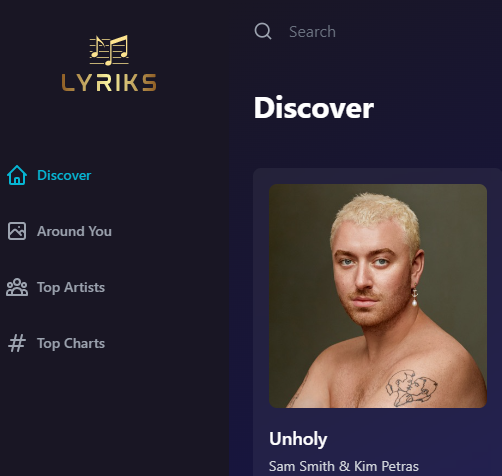 LYRIKS
Search
Discover
Discover
Around You
Top Artists
Top Charts
Unholy
Sam Smith & Kim Petras